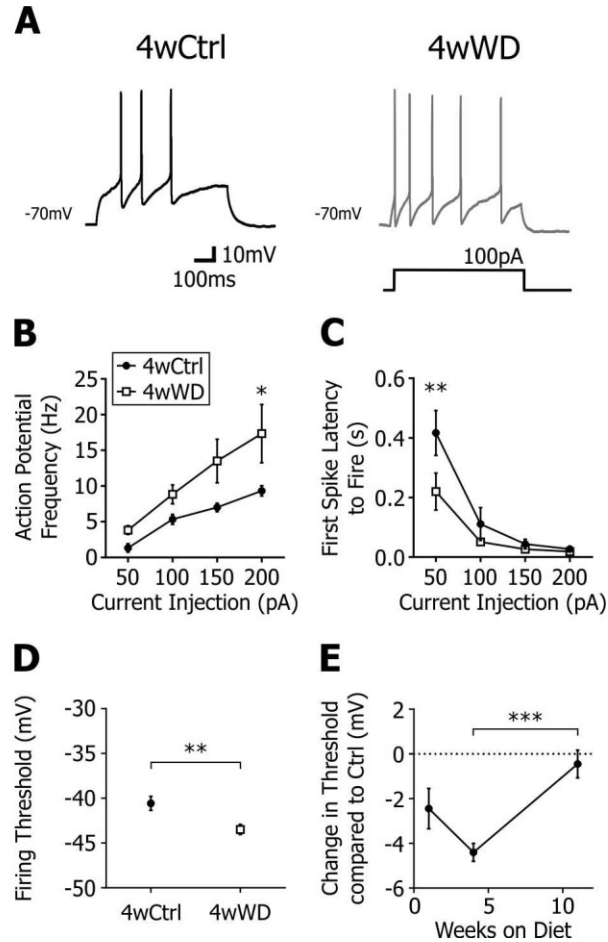 A
4wCtrl
4wWD
-70mV
-70mV
10mV
100ms
100pA
B
4wCtrl
4wWD
*
Action Potential
Frequency (Hz)
25
20
15
10
5
0
50 100 150 200
Current Injection (pA)
C
**
First Spike Latency
to Fire (s)
0.6
0.4
0.2
0.0
50 100 150 200
Current Injection (pA)
D
Firing Threshold (mV)
-30
-35
-40
-45
-50
**
4wCtrl 4wWD
E
Change in Threshold
compared to Ctrl (mV)
2
0
-2
-4
-6
***
0 5 10
Weeks on Diet